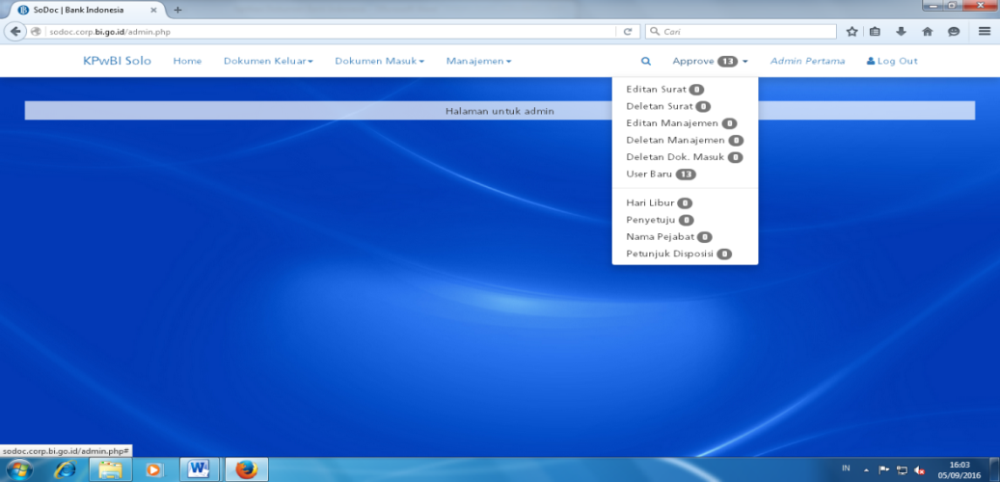 SoDoc | Bank Indonesia
sodoc.corp.bi.go.id/admin.php
Cari
KPwBI Solo Home Dokumen Keluar Dokumen Masuk Manajemen Approve 13 Admin Pertama Log Out
Halaman untuk admin
Editan Surat 0
Deletan Surat 0
Editan Manajemen 0
Deletan Manajemen 0
Deletan Dok. Masuk 0
User Baru 13
Hari Libur 0
Penyetuju 0
Nama Pejabat 0
Petunjuk Disposisi 0
sodoc.corp.bi.go.id/admin.php#
IN
16:03
05/09/2016